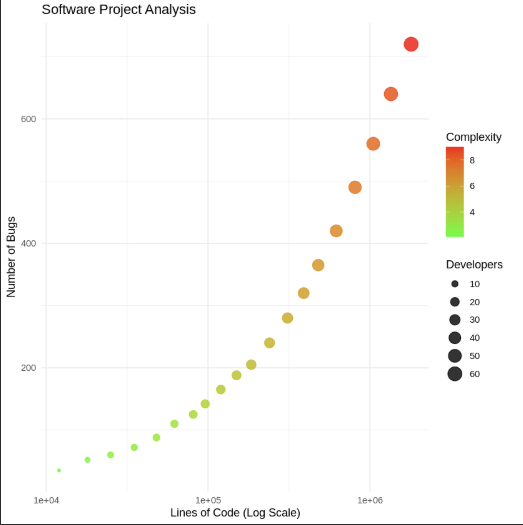 Software Project Analysis
Number of Bugs
600
400
200
1e+04
1e+05
1e+06
Lines of Code (Log Scale)
Complexity
8
6
4
Developers
10
20
30
40
50
60